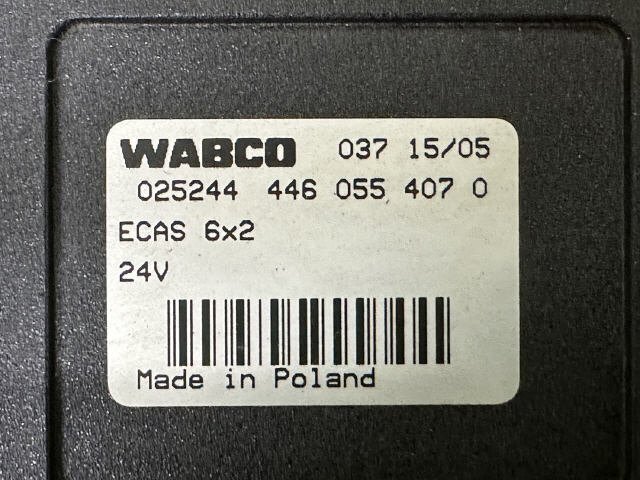 WABCO 037 15/05
025244 446 055 407 0
ECAS 6x2
24V
Made in Poland